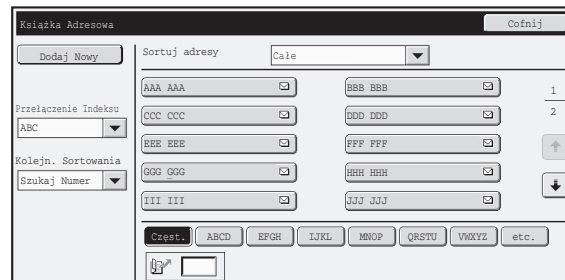 Książka Adresowa
Cofnij
Dodaj Nowy
Sortuj adresy
Całe
AAA AAA
BBB BBB
1
Przełączenie Indeksu
CCC CCC
DDD DDD
2
ABC
EEE EEE
FFF FFF
Kolejn. Sortowania
GGG GGG
HHH HHH
Szukaj Numer
III III
JJJ JJJ
Częst.
ABCD
EFGH
IJKL
MNOP
QRSTU
VWXYZ
etc.